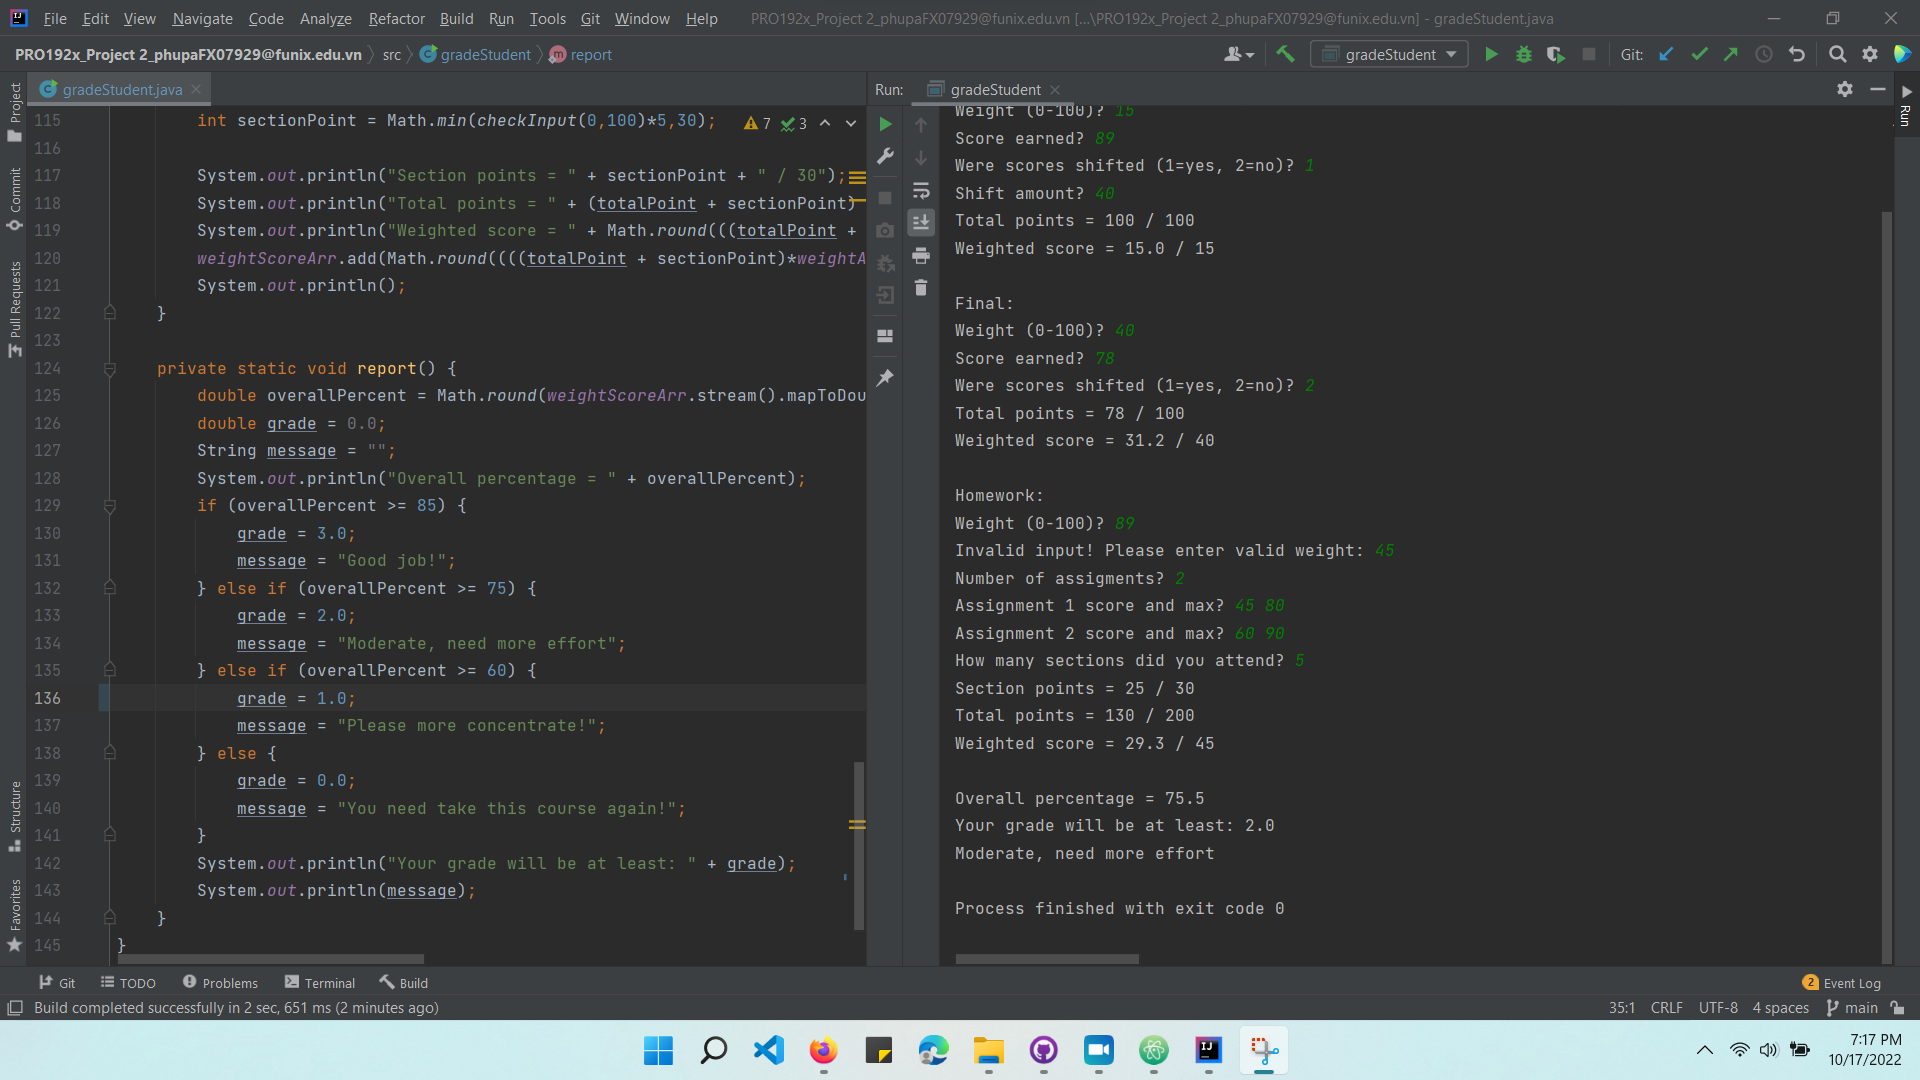 File Edit View Navigate Code Analyze Refactor Build Run Tools Git Window Help PRO192x_Project 2_phupaFX07929@funix.edu.vn [...\PRO192x_Project 2_phupaFX07929@funix.edu.vn] - gradeStudent.java
PRO192x_Project 2_phupaFX07929@funix.edu.vn src gradeStudent report gradeStudent Git:
Project
Commit
Pull Requests
Structure
Favorites
gradeStudent.java
7 3
115 int sectionPoint = Math.min(checkInput(0,100)*5,30);
116
117 System.out.println("Section points = " + sectionPoint + " / 30");
118 System.out.println("Total points = " + (totalPoint + sectionPoint)
119 System.out.println("Weighted score = " + Math.round(((totalPoint +
120 weightScoreArr.add(Math.round((((totalPoint + sectionPoint)*weightA
121 System.out.println();
122 }
123
124 private static void report() {
125 double overallPercent = Math.round(weightScoreArr.stream().mapToDou
126 double grade = 0.0;
127 String message = "";
128 System.out.println("Overall percentage = " + overallPercent);
129 if (overallPercent >= 85) {
130 grade = 3.0;
131 message = "Good job!";
132 } else if (overallPercent >= 75) {
133 grade = 2.0;
134 message = "Moderate, need more effort";
135 } else if (overallPercent >= 60) {
136 grade = 1.0;
137 message = "Please more concentrate!";
138 } else {
139 grade = 0.0;
140 message = "You need take this course again!";
141 }
142 System.out.println("Your grade will be at least: " + grade);
143 System.out.println(message);
144 }
145 }
Run: gradeStudent
Run
Weight (0-100)? 15
Score earned? 89
Were scores shifted (1=yes, 2=no)? 1
Shift amount? 40
Total points = 100 / 100
Weighted score = 15.0 / 15
Final:
Weight (0-100)? 40
Score earned? 78
Were scores shifted (1=yes, 2=no)? 2
Total points = 78 / 100
Weighted score = 31.2 / 40
Homework:
Weight (0-100)? 89
Invalid input! Please enter valid weight: 45
Number of assigments? 2
Assignment 1 score and max? 45 80
Assignment 2 score and max? 60 90
How many sections did you attend? 5
Section points = 25 / 30
Total points = 130 / 200
Weighted score = 29.3 / 45
Overall percentage = 75.5
Your grade will be at least: 2.0
Moderate, need more effort
Process finished with exit code 0
Git TODO Problems Terminal Build 2 Event Log
Build completed successfully in 2 sec, 651 ms (2 minutes ago) 35:1 CRLF UTF-8 4 spaces main
7:17 PM
10/17/2022